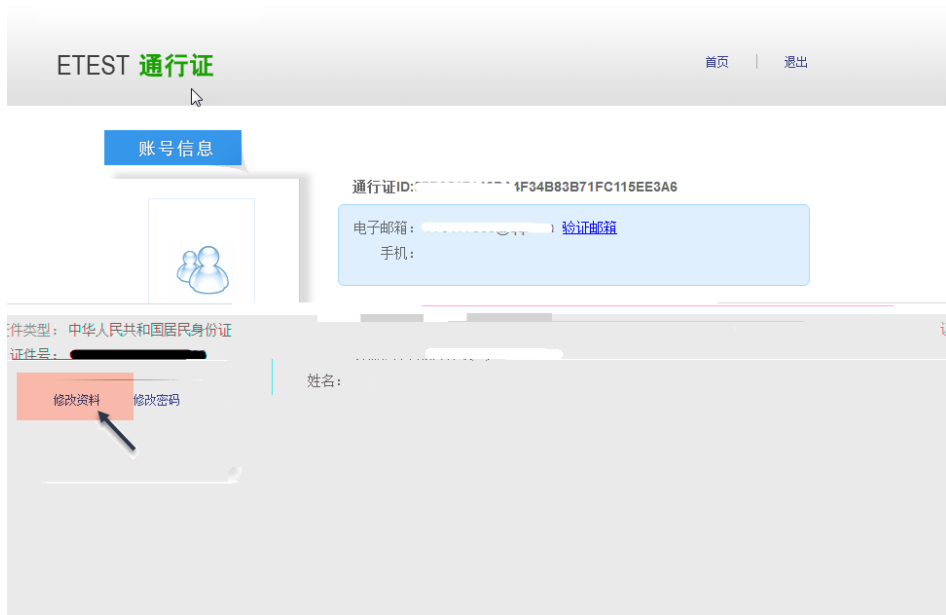 ETEST 通行证
首页 退出
账号信息
通行证ID: 4F34B83B71FC115EE3A6
电子邮箱： 验证邮箱
手机：
件类型：中华人民共和国居民身份证
证件号：
姓名：
修改资料 修改密码